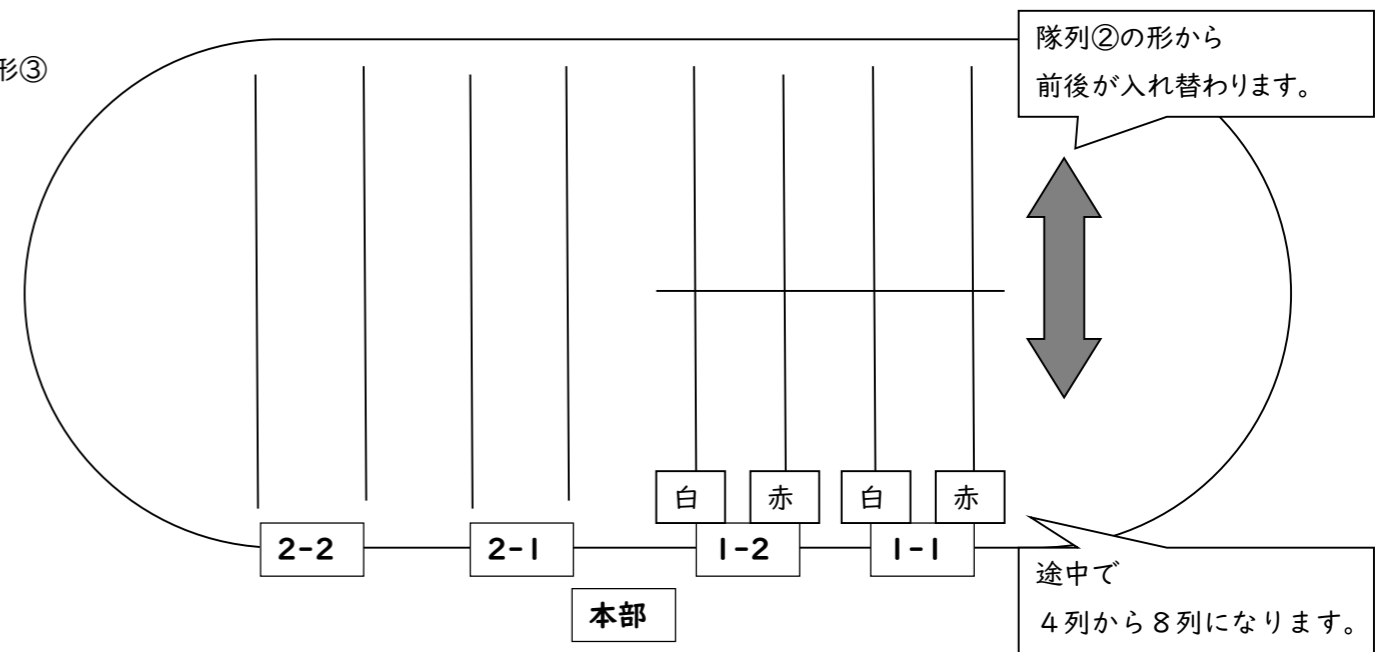 形③
隊列②の形から
前後が入れ替わります。
白 赤 白 赤
2-2 2-1 1-2 1-1
本部
途中で
4列から8列になります。